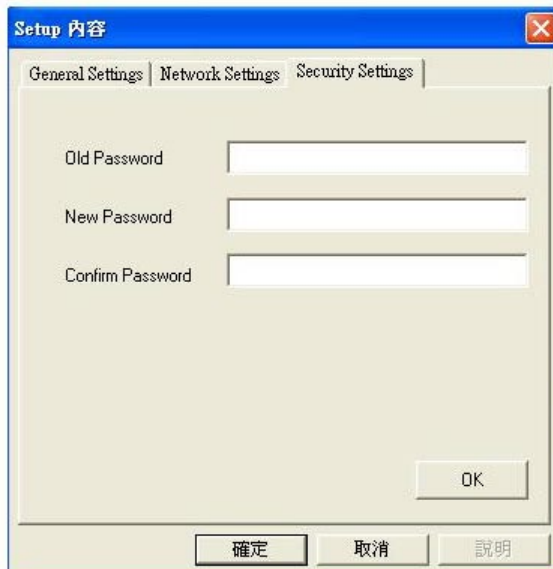 Setup 內容
General Settings Network Settings Security Settings
Old Password
New Password
Confirm Password
OK
確定 取消 說明